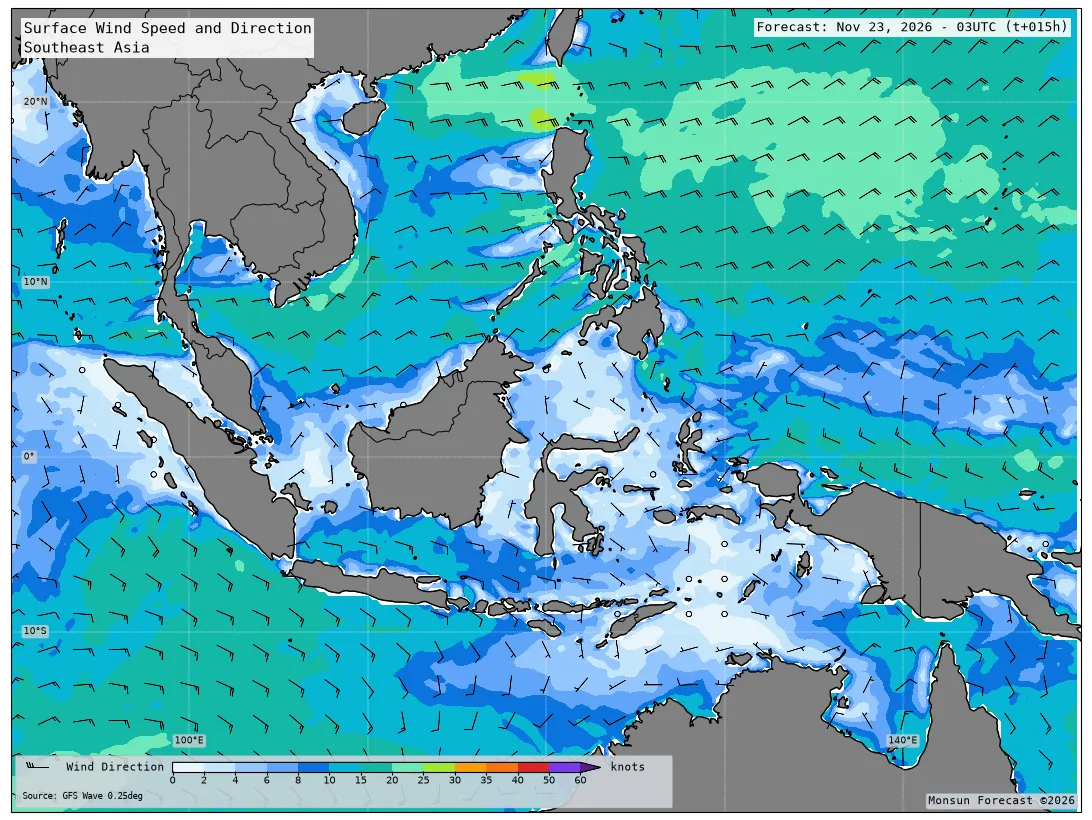 Surface Wind Speed and Direction
Southeast Asia
Forecast: Nov 23, 2026 - 03UTC (t+015h)
20°N
10°N
0°
10°S
100°E
140°E
Wind Direction
0 2 4 6 8 10 15 20 25 30 35 40 50 60
knots
Source: GFS Wave 0.25deg
Monsun Forecast ©2026